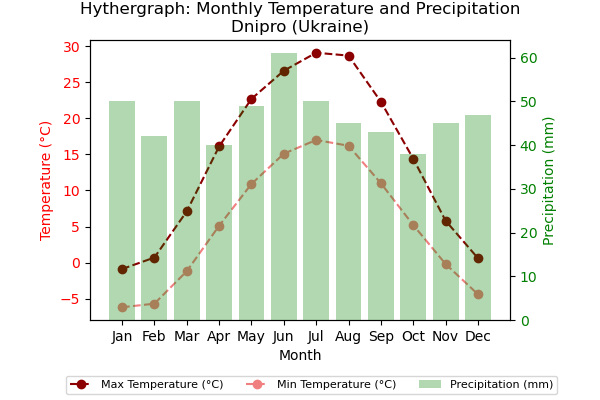 Hythergraph: Monthly Temperature and Precipitation
Dnipro (Ukraine)
30
25
20
15
10
5
0
−5
Temperature (°C)
60
50
40
30
20
10
0
Precipitation (mm)
Jan Feb Mar Apr May Jun Jul Aug Sep Oct Nov Dec
Month
Max Temperature (°C) Min Temperature (°C) Precipitation (mm)